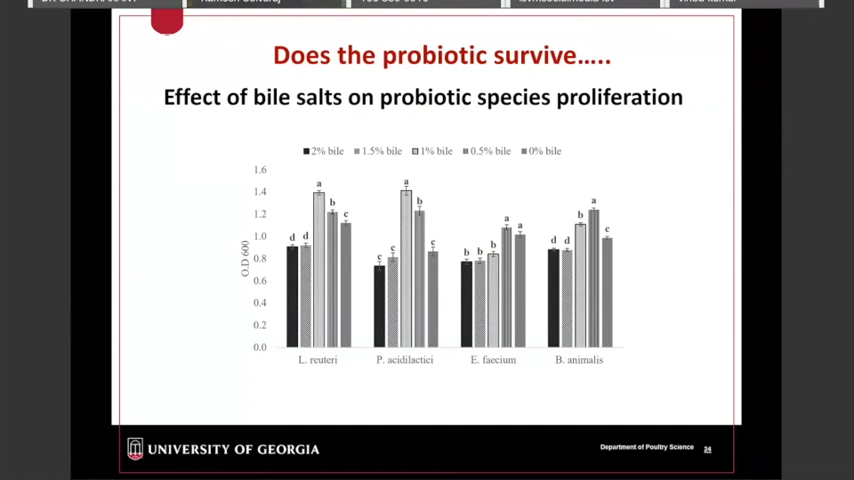 Does the probiotic survive.....
Effect of bile salts on probiotic species proliferation
2% bile 1.5% bile 1% bile 0.5% bile 0% bile
1.6
1.4
1.2
1.0
0.8
0.6
0.4
0.2
0.0
O.D 600
d d a b c
c c a b c
b b b a a
d d b a c
L. reuteri P. acidilactici E. faecium B. animalis
UNIVERSITY OF GEORGIA
Department of Poultry Science 24